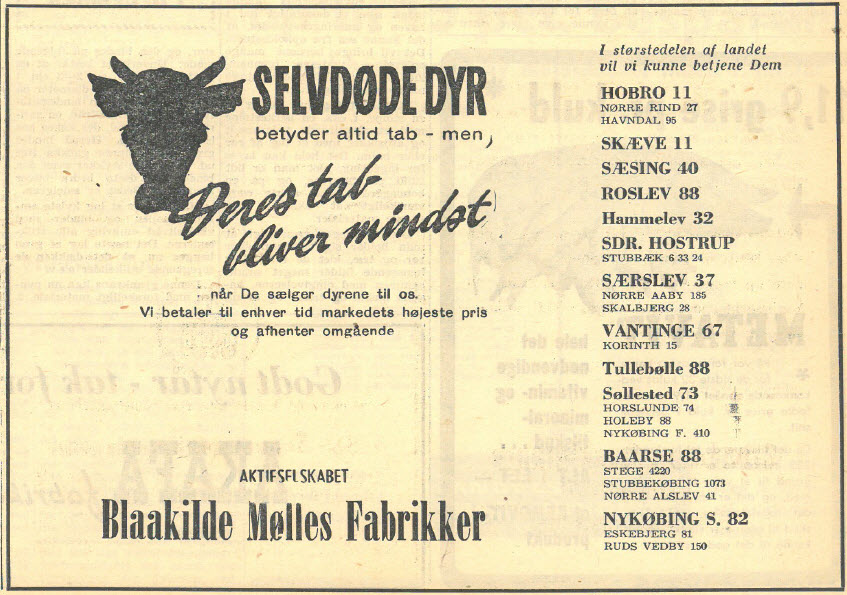 SELVDØDE DYR
betyder altid tab - men,
Deres tab
bliver mindst
når De sælger dyrene til os.
Vi betaler til enhver tid markedets højeste pris
og afhenter omgående
AKTIESELSKABET
Blaakilde Mølles Fabrikker
I størstedelen af landet
vil vi kunne betjene Dem
HOBRO 11
NØRRE RIND 27
HAVNDAL 95
SKÆVE 11
SÆSING 40
ROSLEV 88
Hammelev 32
SDR. HOSTRUP
STUBBÆK 6 33 24
SÆRSLEV 37
NØRRE AABY 185
SKALBJERG 28
VANTINGE 67
KORINTH 15
Tullebølle 88
Søllested 73
HORSLUNDE 74
HOLEBY 88
NYKØBING F. 410
BAARSE 88
STEGE 4220
STUBBEKØBING 1073
NØRRE ALSLEV 41
NYKØBING S. 82
ESKEBJERG 81
RUDS VEDBY 150